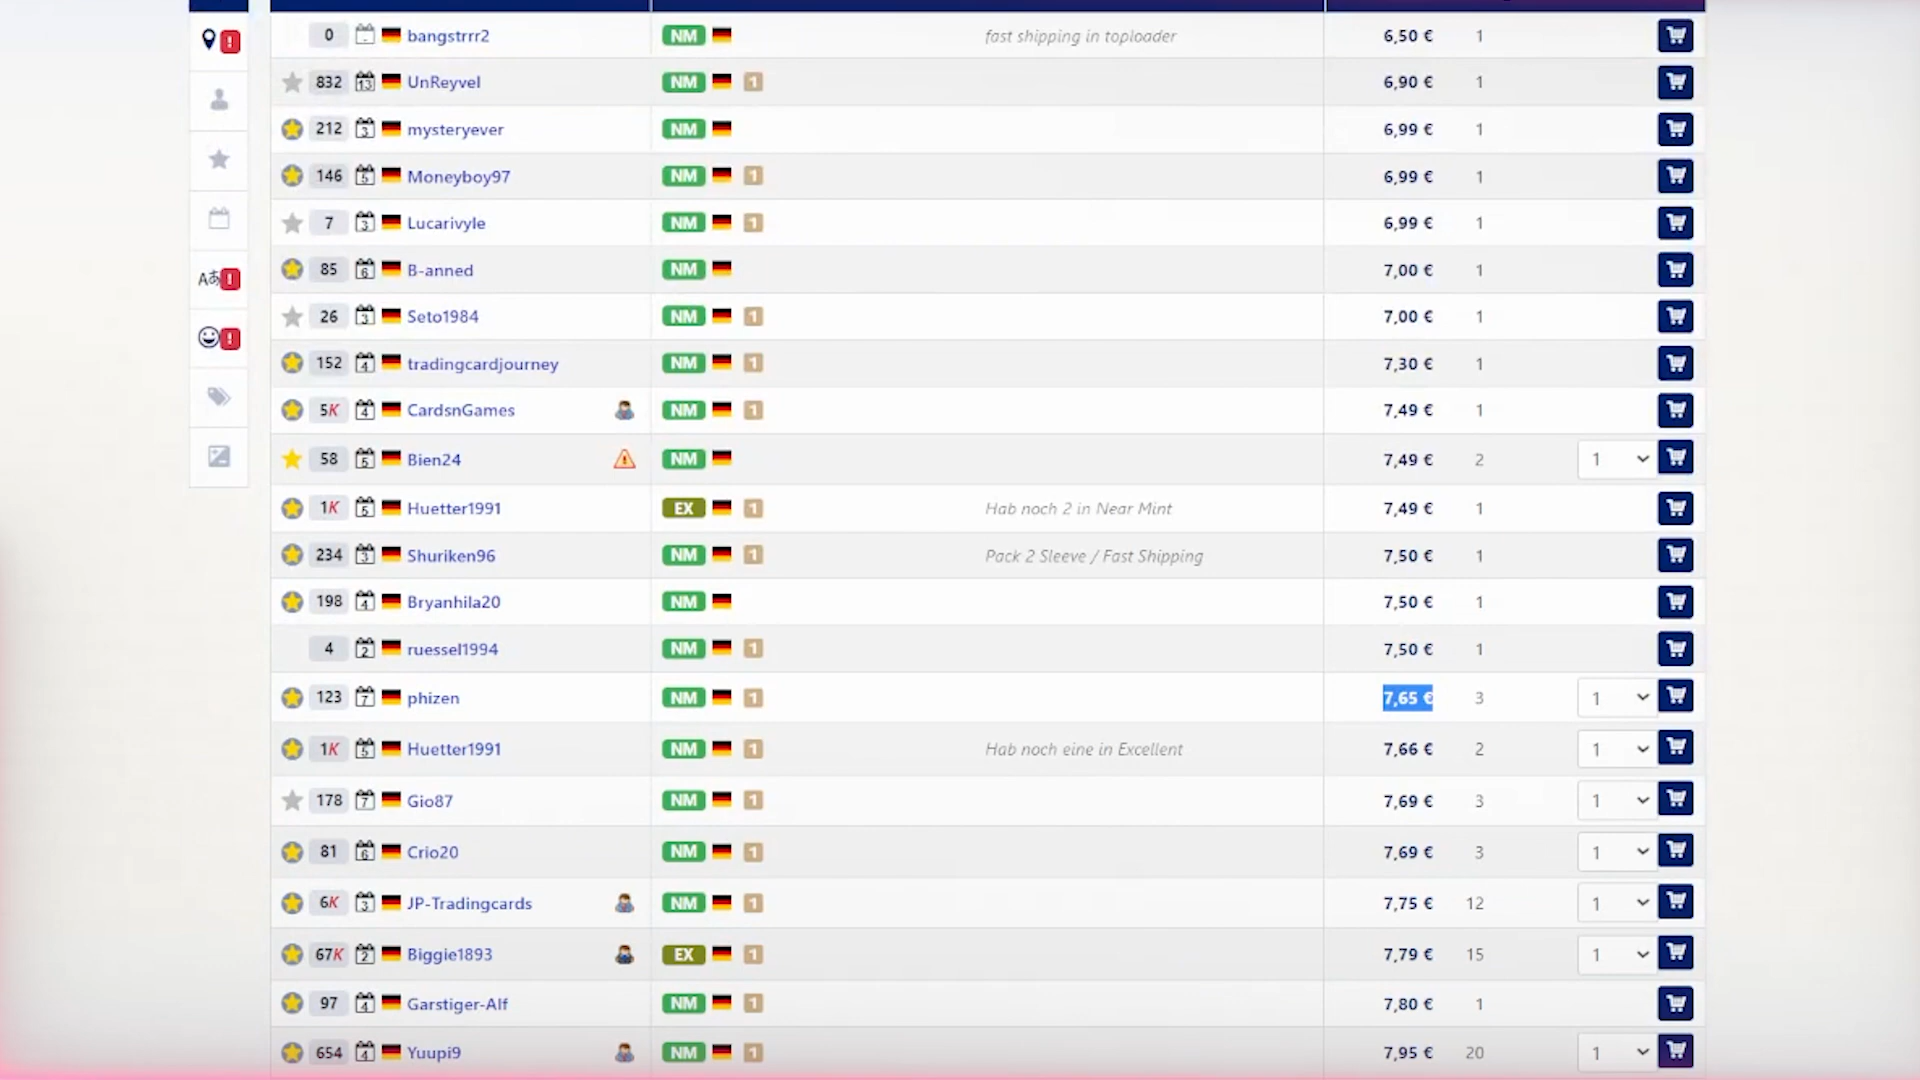 0 bangstrrr2 NM fast shipping in toploader 6,50 € 1
832 13 UnReyvel NM 1 6,90 € 1
212 3 mysteryever NM 6,99 € 1
146 5 Moneyboy97 NM 1 6,99 € 1
7 3 Lucarivyle NM 1 6,99 € 1
85 6 B-anned NM 7,00 € 1
26 3 Seto1984 NM 1 7,00 € 1
152 4 tradingcardjourney NM 1 7,30 € 1
5K 4 CardsnGames NM 1 7,49 € 1
58 5 Bien24 NM 7,49 € 2 1
1K 5 Huetter1991 EX 1 Hab noch 2 in Near Mint 7,49 € 1
234 3 Shuriken96 NM 1 Pack 2 Sleeve / Fast Shipping 7,50 € 1
198 4 Bryanhila20 NM 7,50 € 1
4 2 ruessel1994 NM 1 7,50 € 1
123 7 phizen NM 1 7,65 € 3 1
1K 5 Huetter1991 NM 1 Hab noch eine in Excellent 7,66 € 2 1
178 7 Gio87 NM 1 7,69 € 3 1
81 6 Crio20 NM 1 7,69 € 3 1
6K 3 JP-Tradingcards NM 1 7,75 € 12 1
67K 2 Biggie1893 EX 1 7,79 € 15 1
97 4 Garstiger-Alf NM 1 7,80 € 1
654 4 Yuupi9 NM 1 7,95 € 20 1